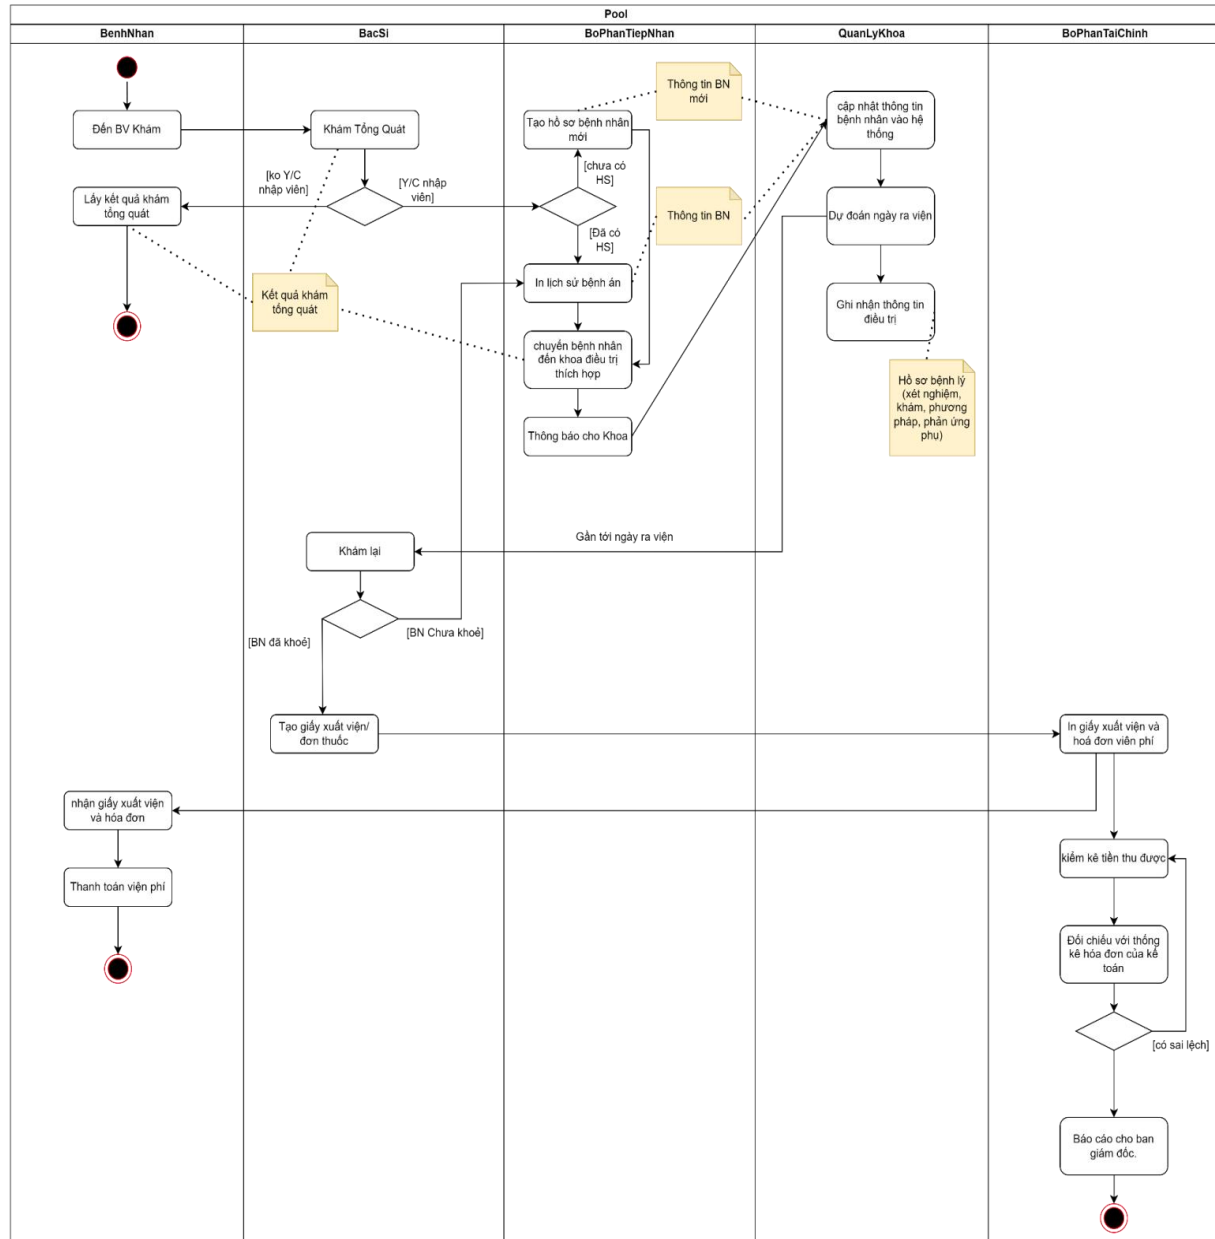 Pool
BenhNhan
BacSi
BoPhanTiepNhan
QuanLyKhoa
BoPhanTaiChinh
Đến BV Khám
Khám Tổng Quát
Tạo hồ sơ bệnh nhân
mới
Thông tin BN
mới
cập nhật thông tin
bệnh nhân vào hệ
thống
[ko Y/C
nhập viên]
[Y/C nhập
viên]
[chưa có
HS]
Lấy kết quả khám
tổng quát
[Đã có
HS]
Thông tin BN
Dự đoán ngày ra viện
Kết quả khám
tổng quát
In lịch sử bệnh án
Ghi nhận thông tin
điều trị
chuyển bệnh nhân
đến khoa điều trị
thích hợp
Thông báo cho Khoa
Hồ sơ bệnh lý
(xét nghiệm,
khám, phương
pháp, phản ứng
phụ)
Gần tới ngày ra viện
Khám lại
[BN đã khoẻ]
[BN Chưa khoẻ]
Tạo giấy xuất viện/
đơn thuốc
In giấy xuất viện và
hoá đơn viên phí
nhận giấy xuất viện
và hóa đơn
Thanh toán viện phí
kiểm kê tiền thu được
Đối chiếu với thống
kê hóa đơn của kế
toán
[có sai lệch]
Báo cáo cho ban
giám đốc.